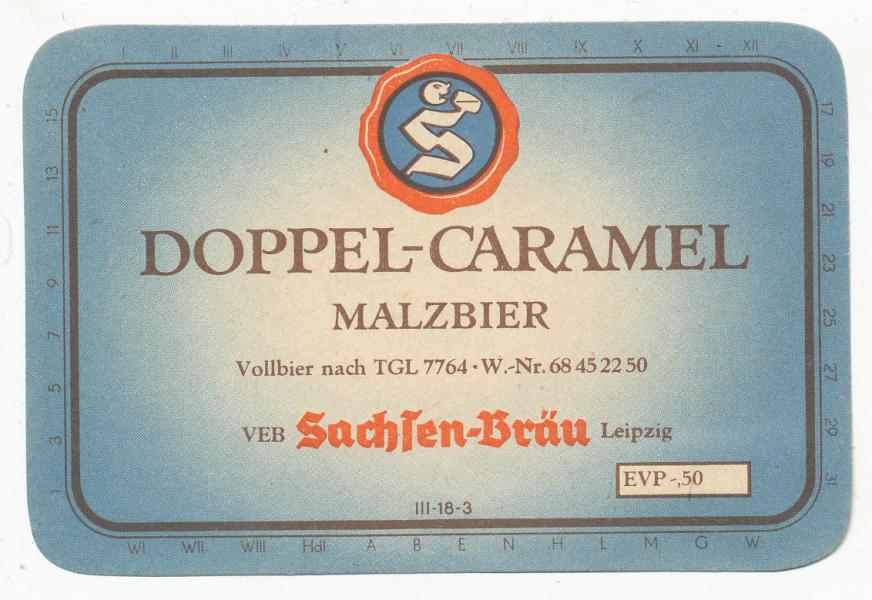 I II III IV V VI VII VIII IX X XI - XII
DOPPEL-CARAMEL
MALZBIER
Vollbier nach TGL 7764 · W.-Nr. 68 45 22 50
VEB Sachſen-Bräu Leipzig
EVP -,50
III-18-3
15 13 11 9 7 5 3 1
17 19 21 23 25 27 29 31
WI WII WIII HdI A B E N H L M G W